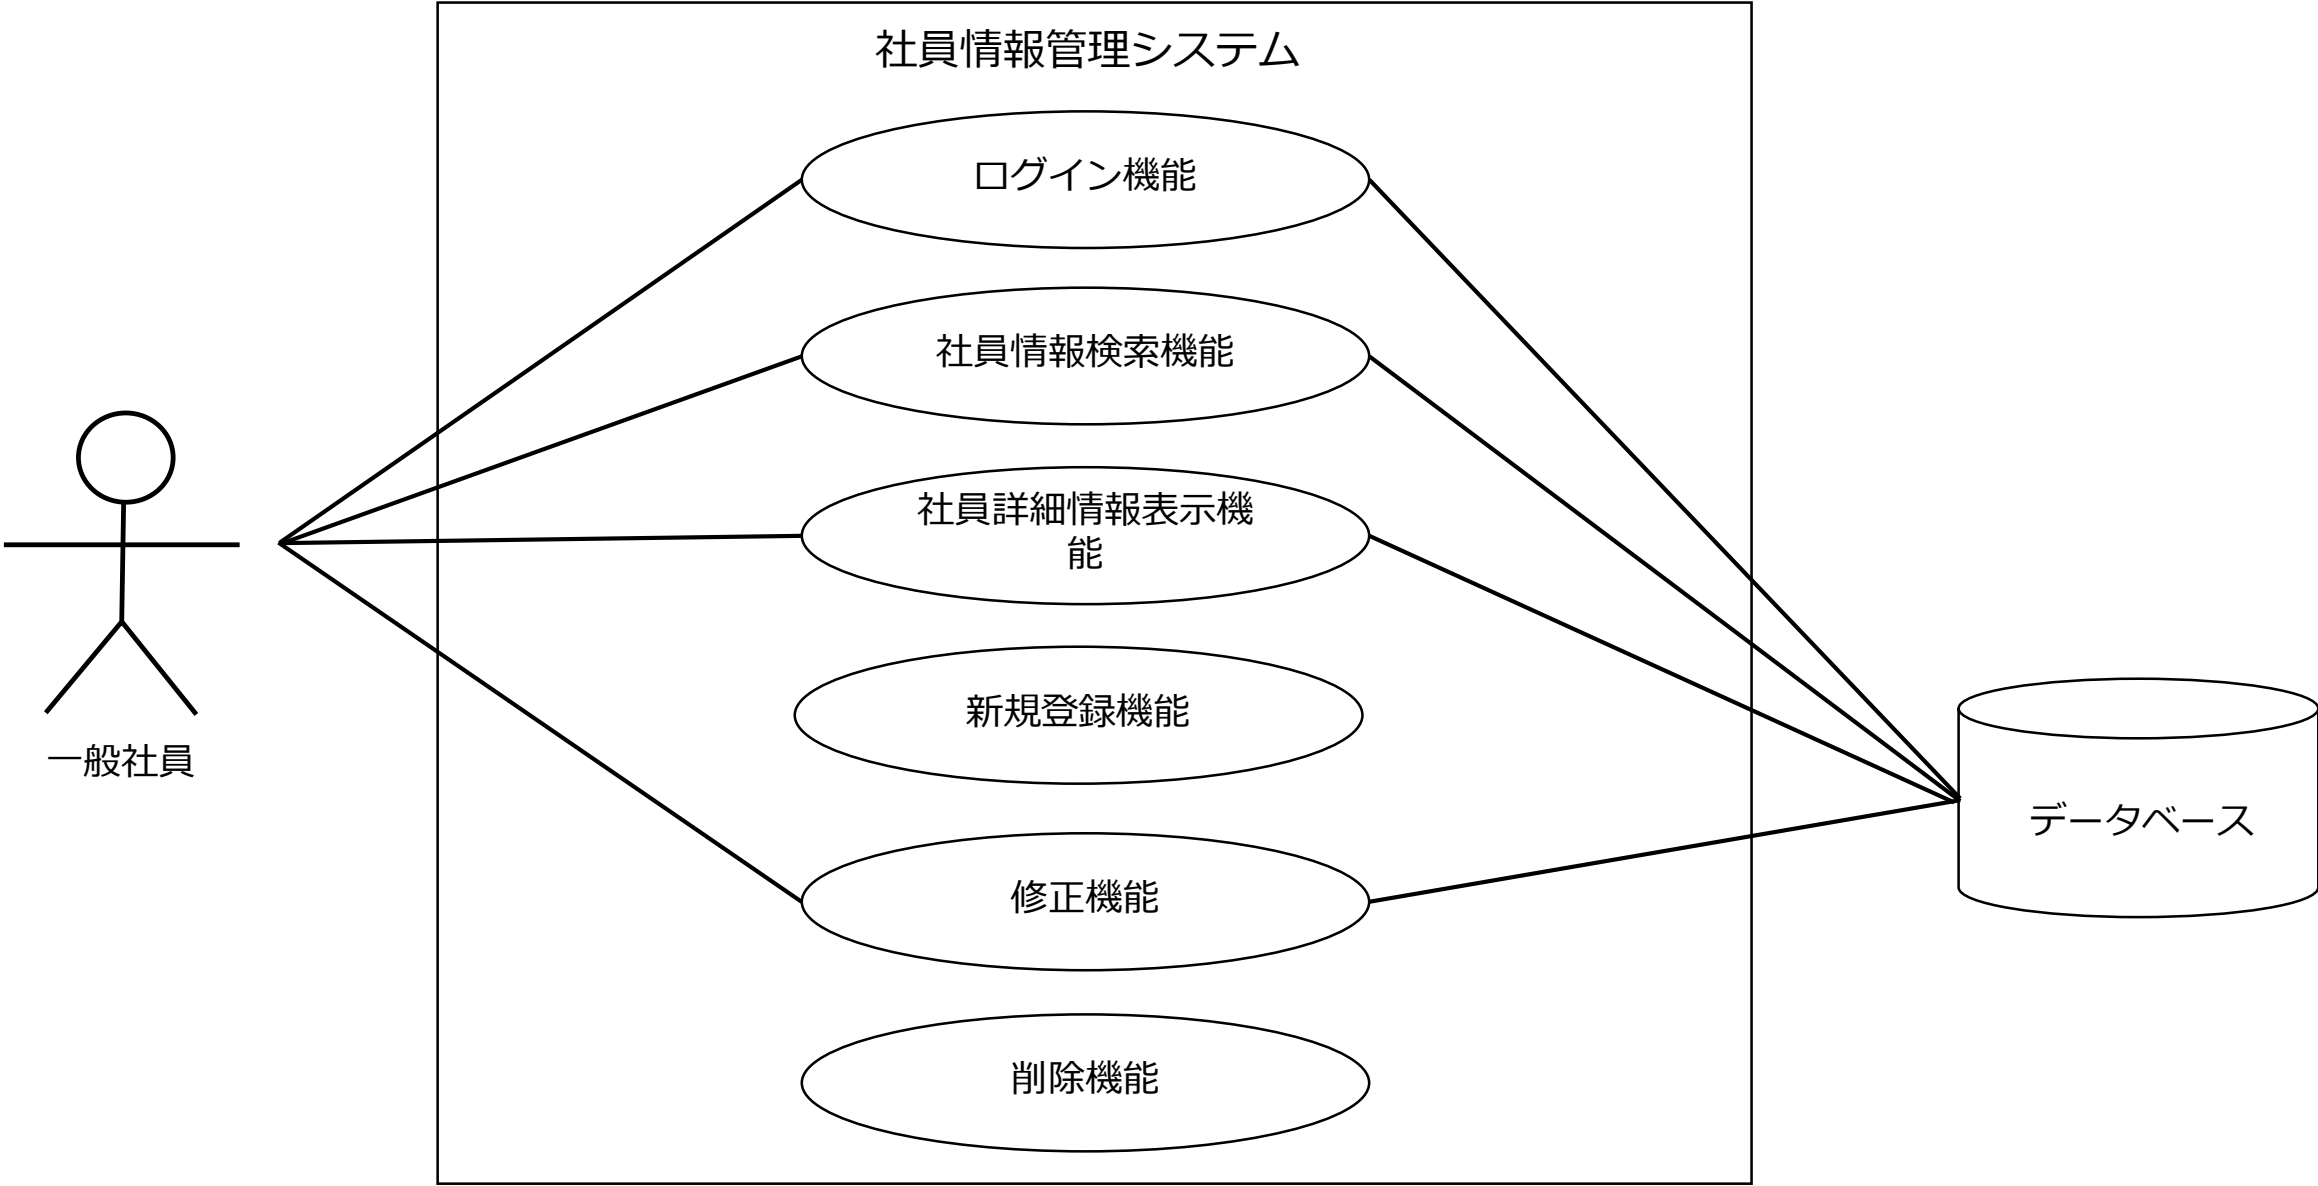 社員情報管理システム
ログイン機能
社員情報検索機能
社員詳細情報表示機
能
新規登録機能
一般社員
データベース
修正機能
削除機能